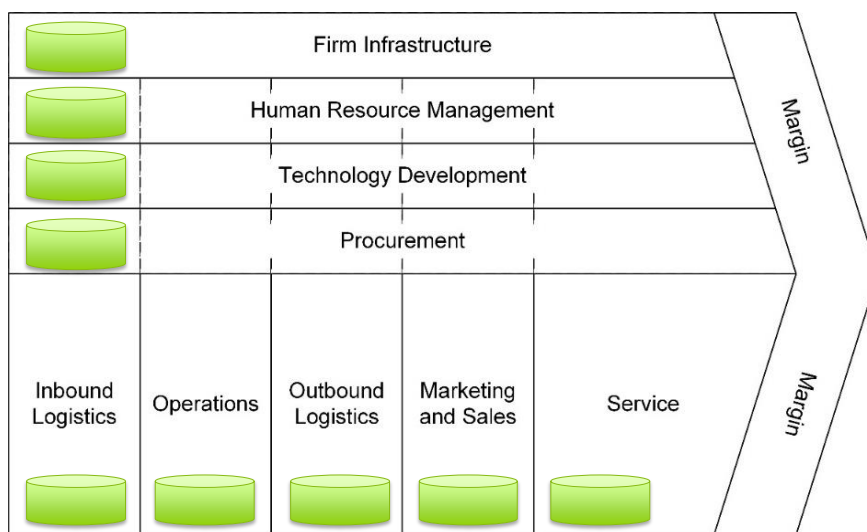 Firm Infrastructure
Human Resource Management
Technology Development
Procurement
Margin
Inbound
Logistics
Operations
Outbound
Logistics
Marketing
and Sales
Service
Margin